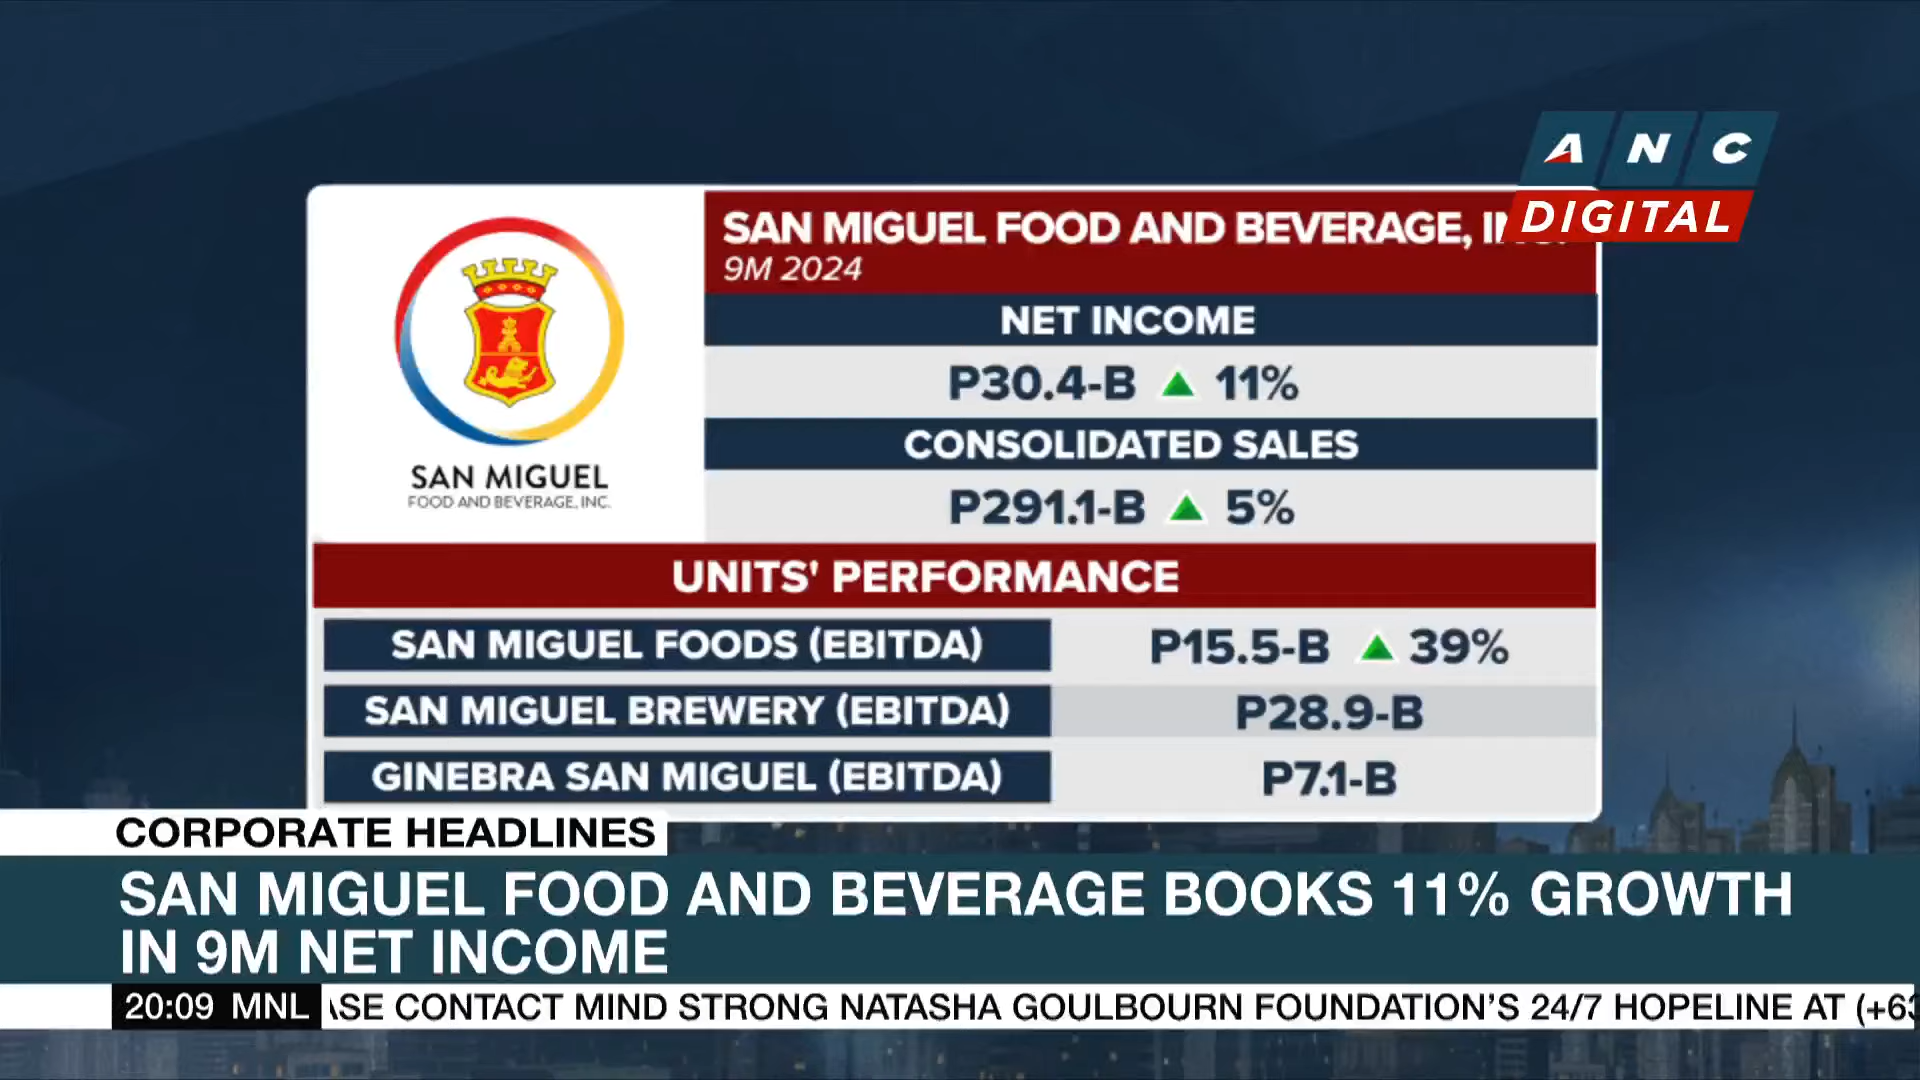 A N C
DIGITAL
SAN MIGUEL
FOOD AND BEVERAGE, INC.
SAN MIGUEL FOOD AND BEVERAGE, INC.
9M 2024
NET INCOME
P30.4-B ▲ 11%
CONSOLIDATED SALES
P291.1-B ▲ 5%
UNITS' PERFORMANCE
SAN MIGUEL FOODS (EBITDA) P15.5-B ▲ 39%
SAN MIGUEL BREWERY (EBITDA) P28.9-B
GINEBRA SAN MIGUEL (EBITDA) P7.1-B
CORPORATE HEADLINES
SAN MIGUEL FOOD AND BEVERAGE BOOKS 11% GROWTH
IN 9M NET INCOME
20:09 MNL ASE CONTACT MIND STRONG NATASHA GOULBOURN FOUNDATION'S 24/7 HOPELINE AT (+63